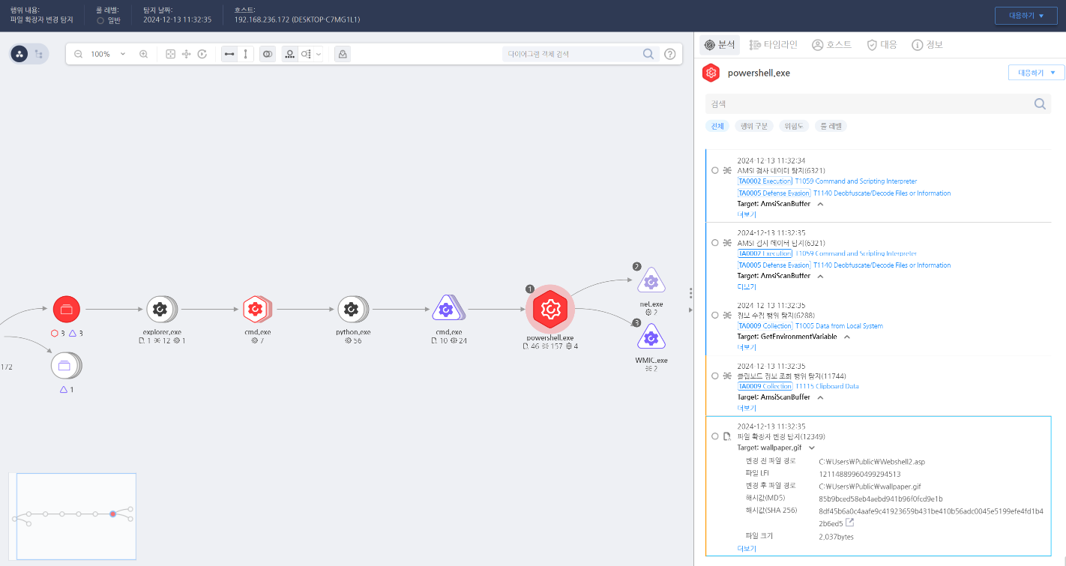 행위 내용:
파일 확장자 변경 탐지
룰 레벨:
일반
탐지 날짜:
2024-12-13 11:32:35
호스트:
192.168.236.172 (DESKTOP-C7MG1L1)
대응하기
100%
다이어그램 객체 검색
3 3
1
172
explorer.exe
1 12 1
cmd.exe
7
python.exe
56
cmd.exe
10 24
1
powershell.exe
46 157 4
2
net.exe
2
3
WMIC.exe
2
분석 타임라인 호스트 대응 정보
powershell.exe
대응하기
검색
전체 행위 구분 위험도 룰 레벨
2024-12-13 11:32:34
AMSI 검사 데이터 탐지(6321)
TA0002 Execution T1059 Command and Scripting Interpreter
TA0005 Defense Evasion T1140 Deobfuscate/Decode Files or Information
Target: AmsiScanBuffer
더보기
2024-12-13 11:32:35
AMSI 검사 데이터 탐지(6321)
TA0002 Execution T1059 Command and Scripting Interpreter
TA0005 Defense Evasion T1140 Deobfuscate/Decode Files or Information
Target: AmsiScanBuffer
더보기
2024-12-13 11:32:35
정보 수집 행위 탐지(6288)
TA0009 Collection T1005 Data from Local System
Target: GetEnvironmentVariable
더보기
2024-12-13 11:32:35
클립보드 정보 조회 행위 탐지(11744)
TA0009 Collection T1115 Clipboard Data
Target: AmsiScanBuffer
더보기
2024-12-13 11:32:35
파일 확장자 변경 탐지(12349)
Target: wallpaper.gif
변경 전 파일 경로 C:￦Users￦Public￦Webshell2.asp
파일 LFI 12114889960499294513
변경 후 파일 경로 C:￦Users￦Public￦wallpaper.gif
해시값(MD5) 85b9bced58eb4aebd941b96f0fcd9e1b
해시값(SHA 256) 8df45b6a0c4aafe9c41923659b431be410b56adc0045e5199efe4fd1b4
2b6ed5
파일 크기 2,037bytes
더보기